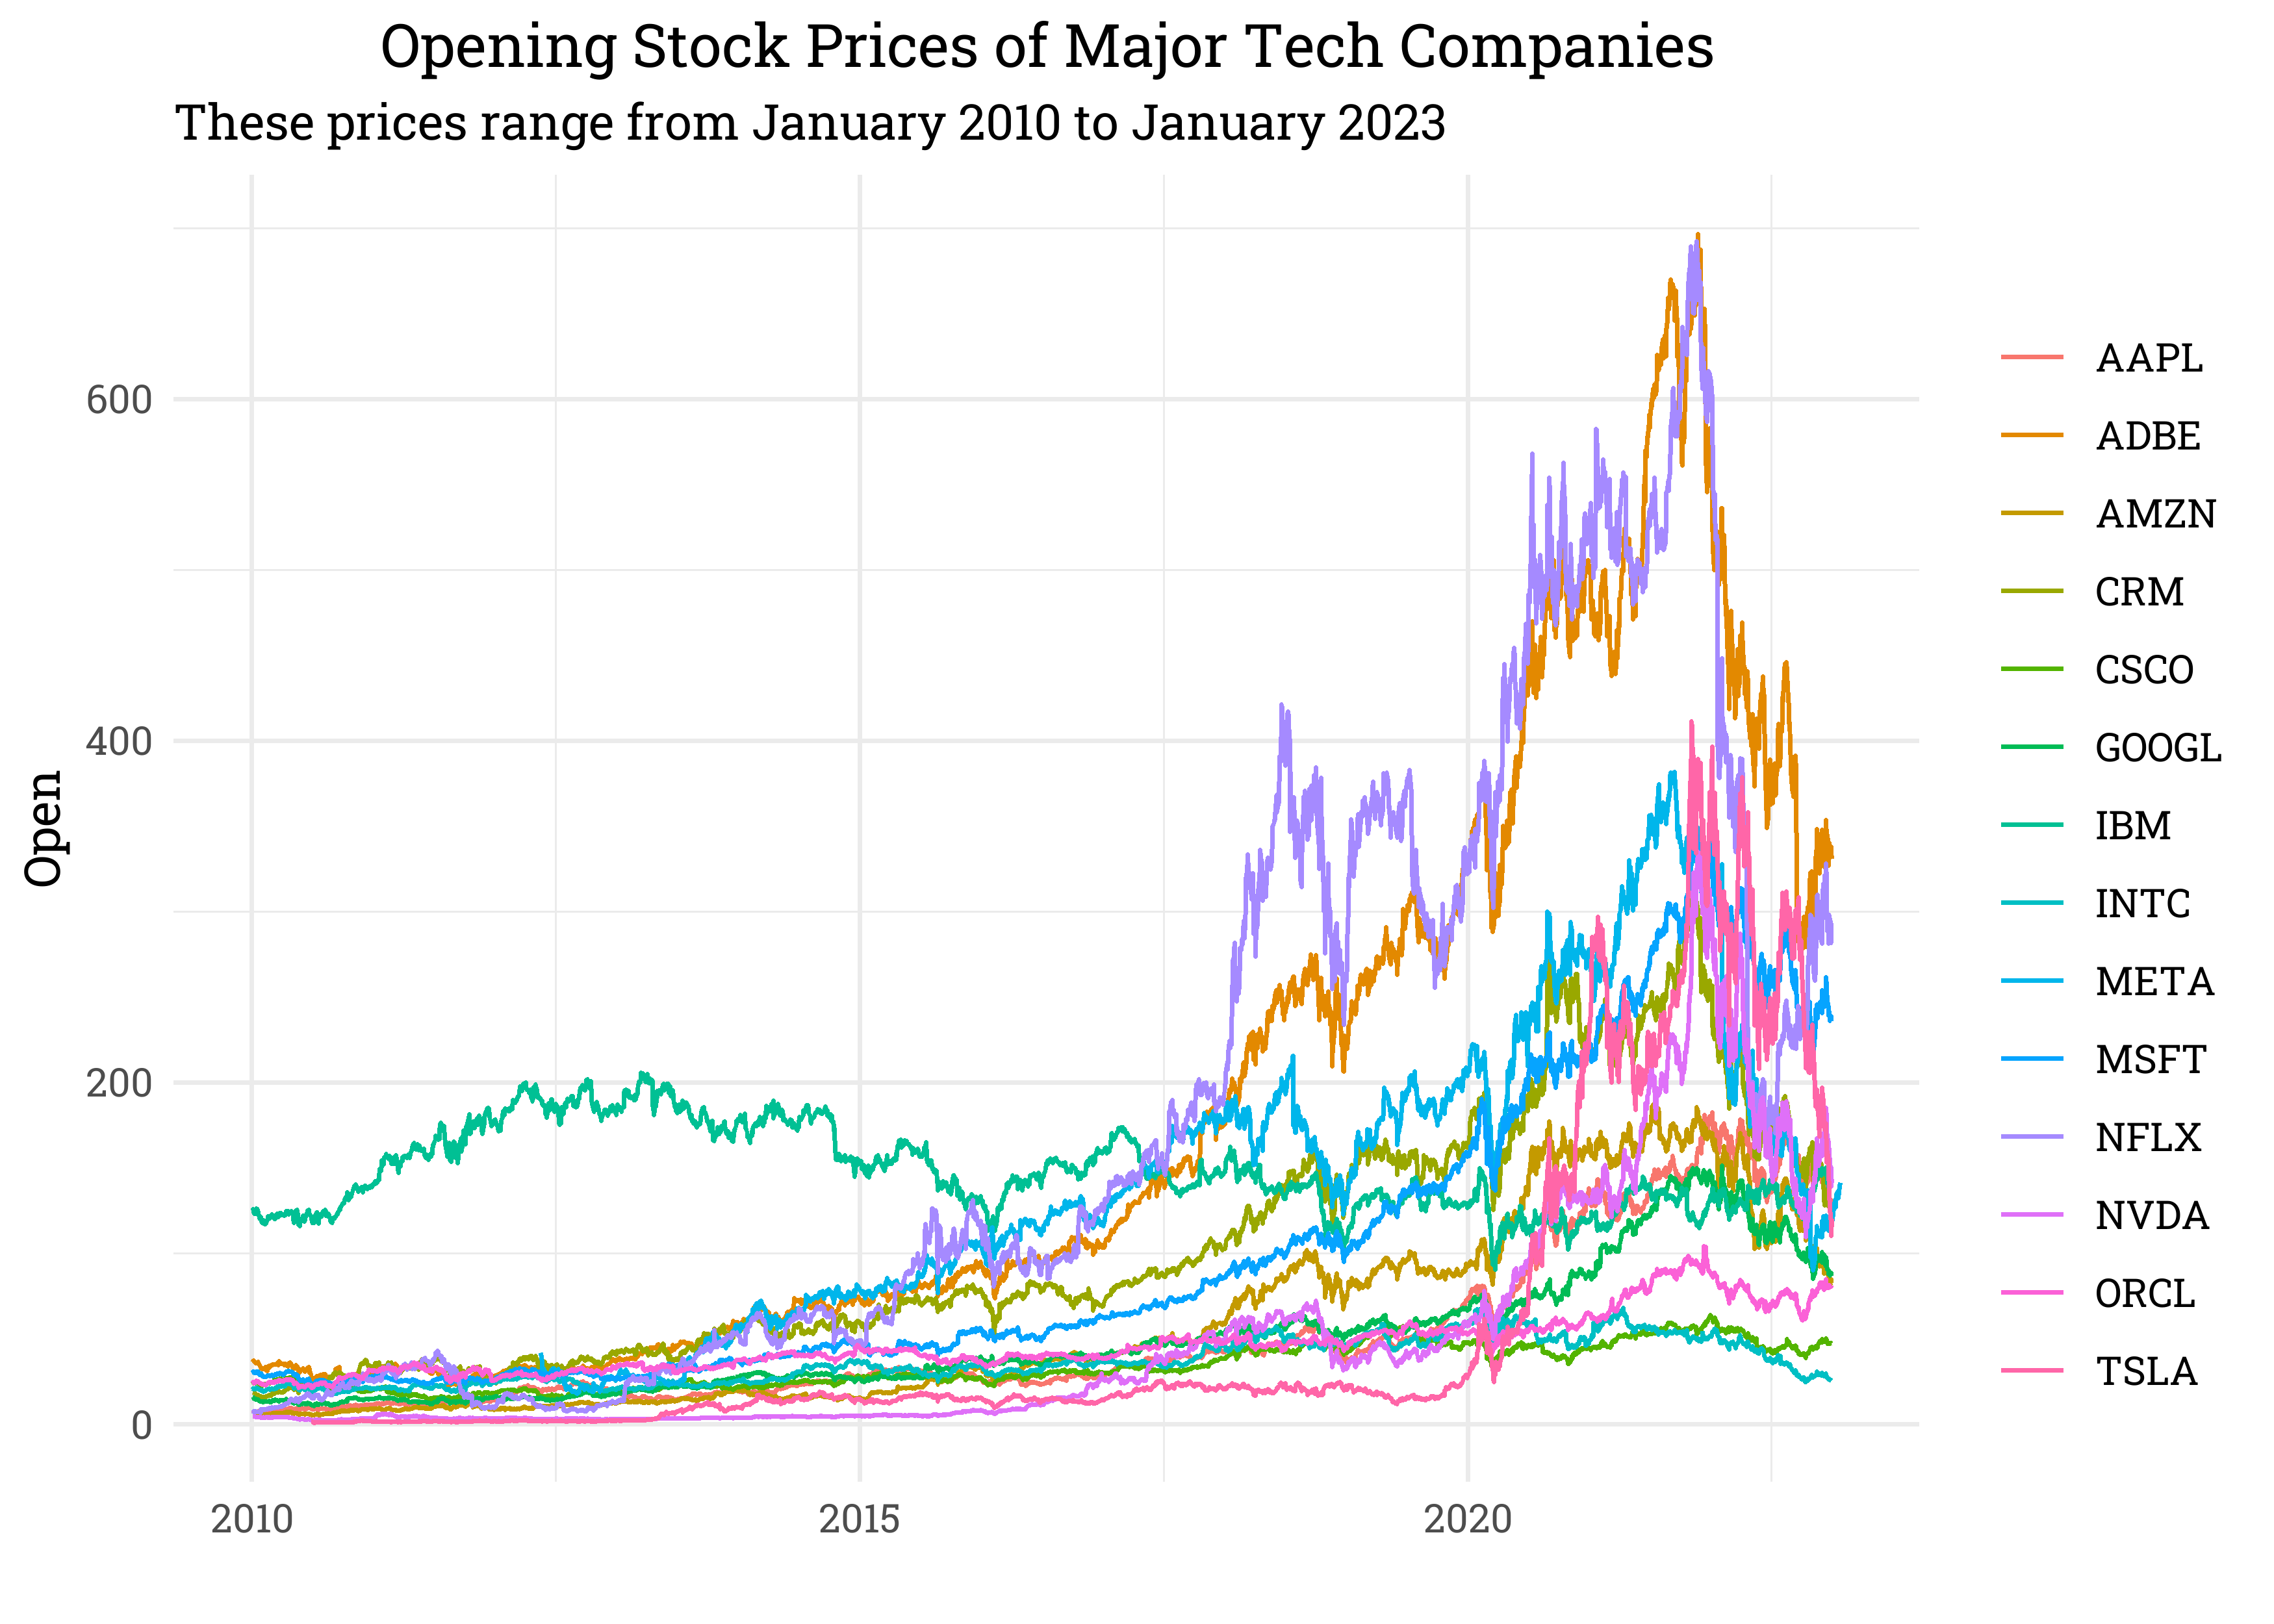 Opening Stock Prices of Major Tech Companies
These prices range from January 2010 to January 2023
Open
600
400
200
0
2010
2015
2020
AAPL
ADBE
AMZN
CRM
CSCO
GOOGL
IBM
INTC
META
MSFT
NFLX
NVDA
ORCL
TSLA